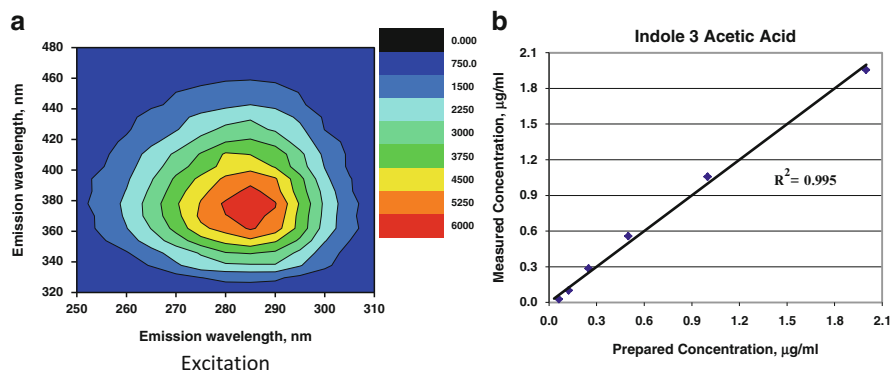 a
480
460
440
420
400
380
360
340
320
Emission wavelength, nm
250 260 270 280 290 300 310
Emission wavelength, nm
Excitation
0.000
750.0
1500
2250
3000
3750
4500
5250
6000
b
Indole 3 Acetic Acid
2.1
1.8
1.5
1.2
0.9
0.6
0.3
0.0
Measured Concentration, µg/ml
R²= 0.995
0.0 0.3 0.6 0.9 1.2 1.5 1.8 2.1
Prepared Concentration, µg/ml